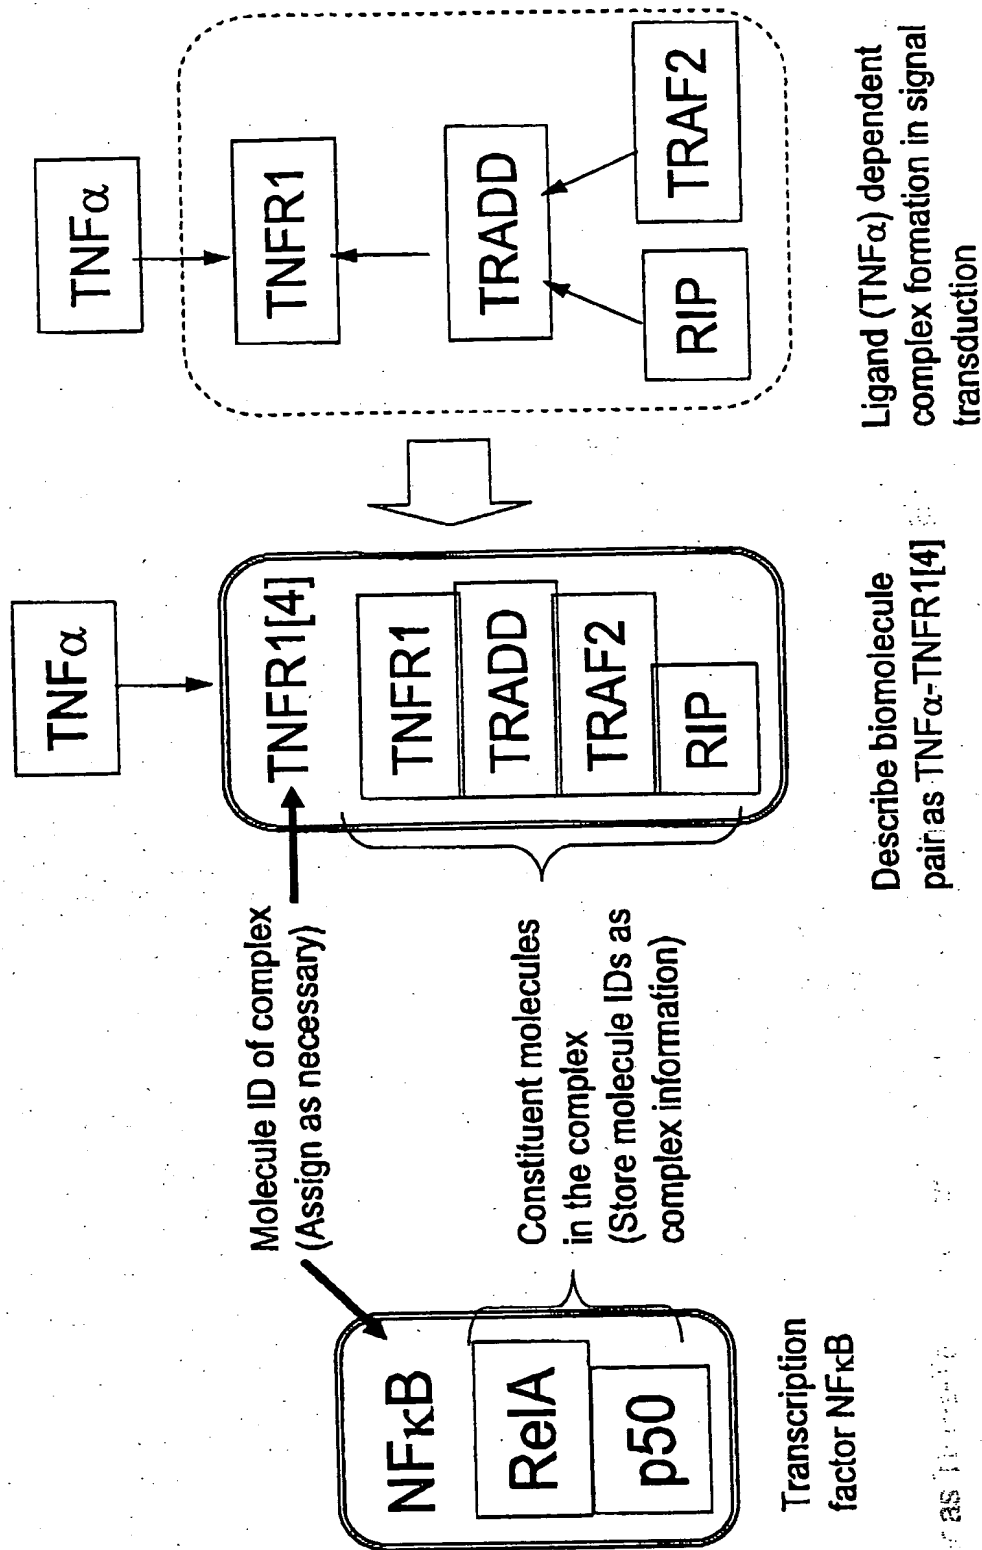 NFκB
RelA
p50
Transcription
factor NFκB
Molecule ID of complex
(Assign as necessary)
Constituent molecules
in the complex
(Store molecule IDs as
complex information)
TNFα
TNFR1[4]
TNFR1
TRADD
TRAF2
RIP
Describe biomolecule
pair as TNFα-TNFR1[4]
TNFα
TNFR1
TRADD
RIP
TRAF2
Ligand (TNFα) dependent
complex formation in signal
transduction